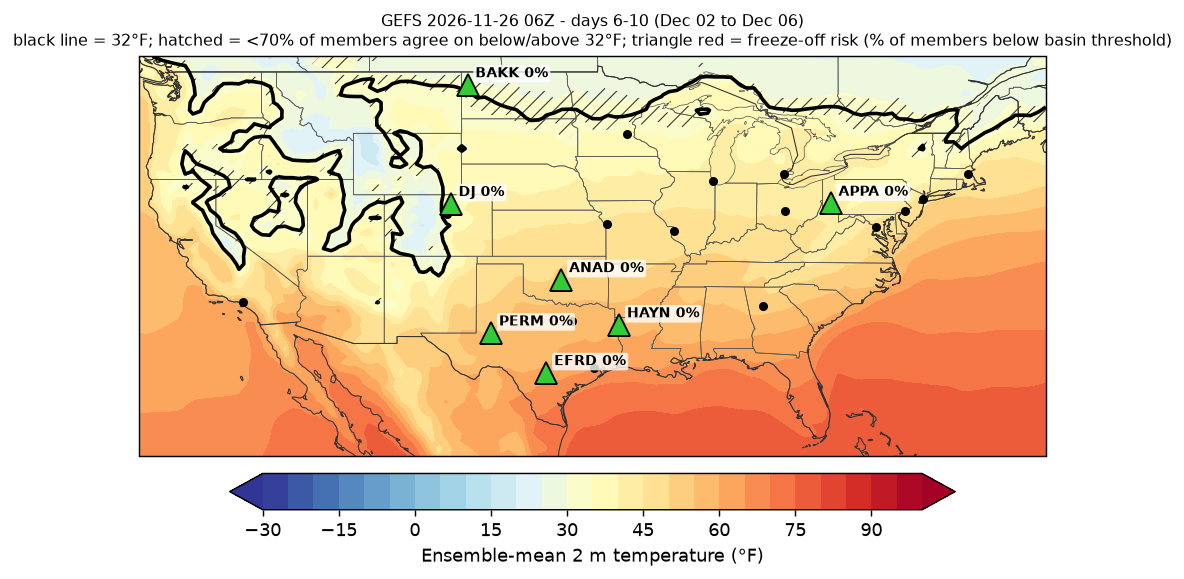 GEFS 2026-11-26 06Z - days 6-10 (Dec 02 to Dec 06)
black line = 32°F; hatched = <70% of members agree on below/above 32°F; triangle red = freeze-off risk (% of members below basin threshold)
BAKK 0%
DJ 0%
APPA 0%
ANAD 0%
HAYN 0%
PERM 0%
EFRD 0%
−30 −15 0 15 30 45 60 75 90
Ensemble-mean 2 m temperature (°F)